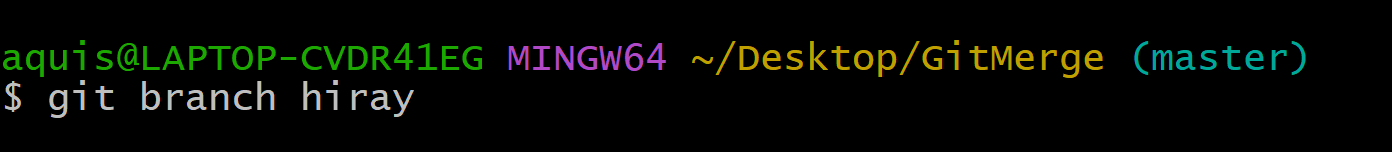 aquis@LAPTOP-CVDR41EG MINGW64 ~/Desktop/GitMerge (master)
$ git branch hiray